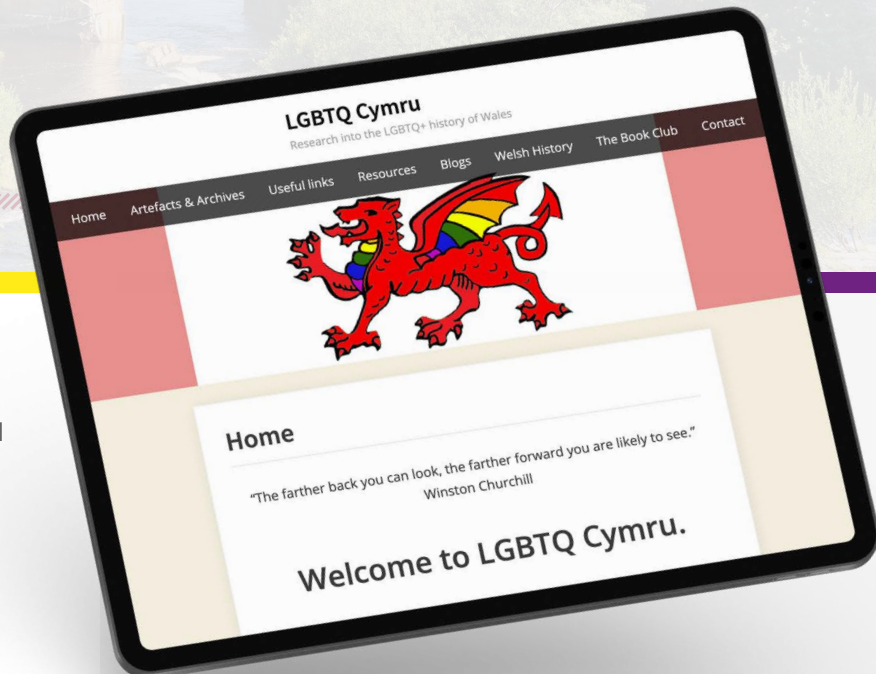 LGBTQ Cymru
Research into the LGBTQ+ history of Wales
Home Artefacts & Archives Useful links Resources Blogs Welsh History The Book Club Contact
Home
“The farther back you can look, the farther forward you are likely to see.”
Winston Churchill
Welcome to LGBTQ Cymru.